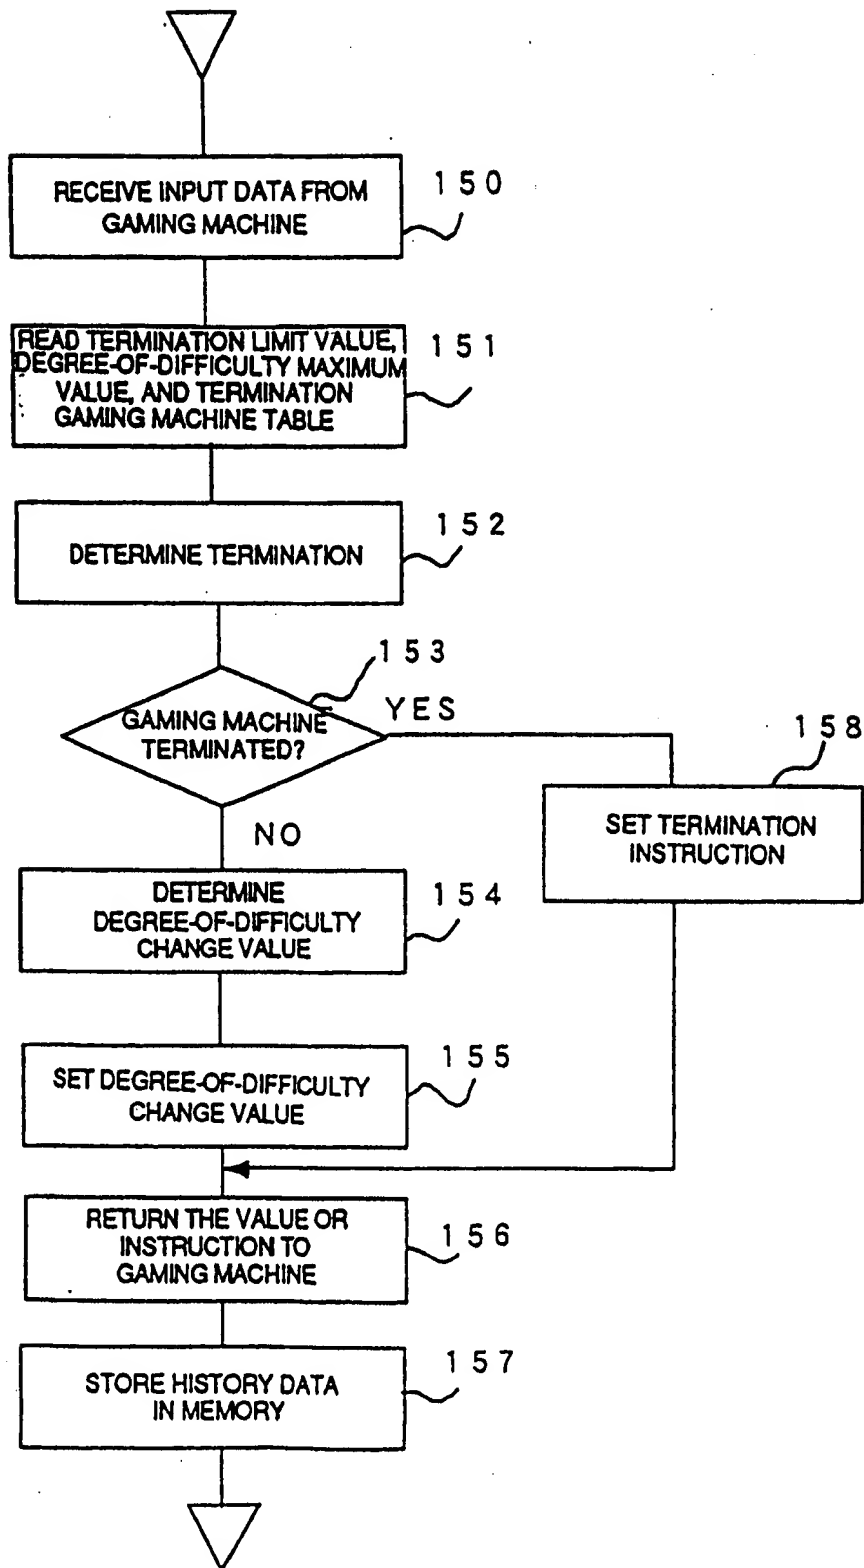 RECEIVE INPUT DATA FROM
GAMING MACHINE
150
READ TERMINATION LIMIT VALUE,
DEGREE-OF-DIFFICULTY MAXIMUM
VALUE, AND TERMINATION
GAMING MACHINE TABLE
151
DETERMINE TERMINATION
152
153
GAMING MACHINE
TERMINATED?
YES
NO
158
SET TERMINATION
INSTRUCTION
DETERMINE
DEGREE-OF-DIFFICULTY
CHANGE VALUE
154
SET DEGREE-OF-DIFFICULTY
CHANGE VALUE
155
RETURN THE VALUE OR
INSTRUCTION TO
GAMING MACHINE
156
STORE HISTORY DATA
IN MEMORY
157